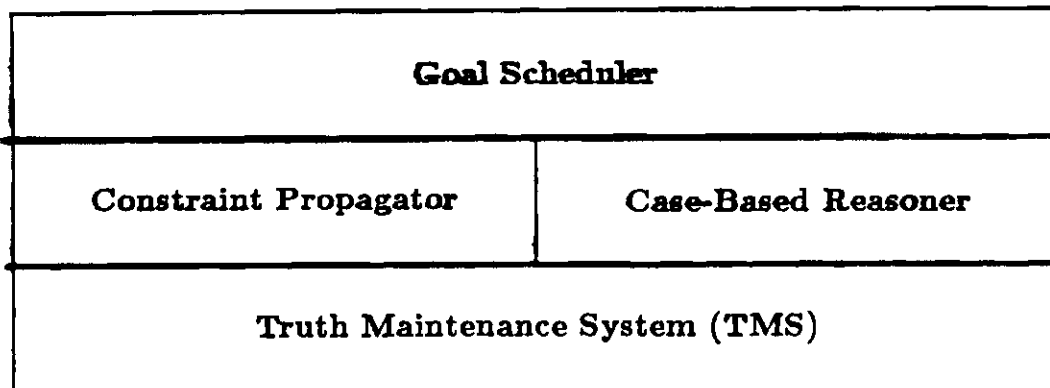 Goal Scheduler
Constraint Propagator
Case-Based Reasoner
Truth Maintenance System (TMS)